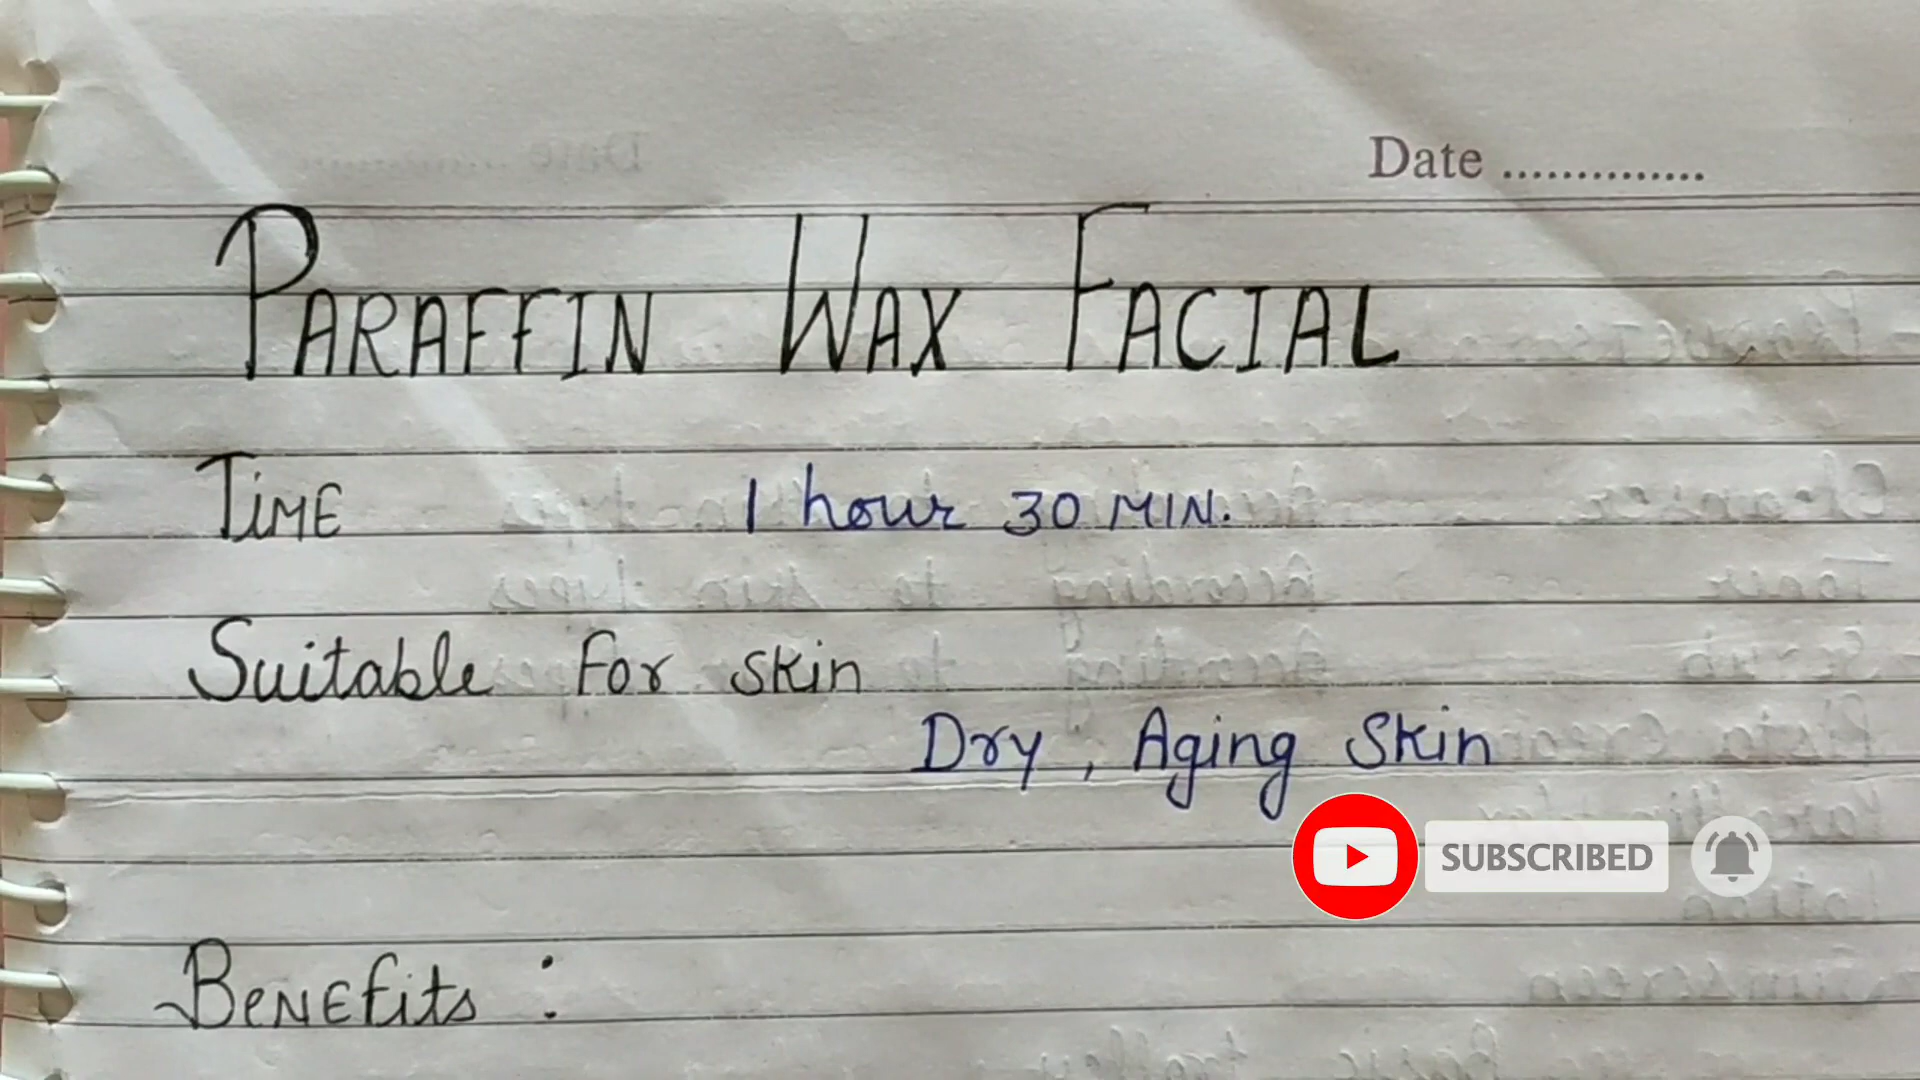 Date ..............
PARAFFIN WAX FACIAL
TIME 1 hour 30 MIN.
Suitable For skin
Dry, Aging Skin
SUBSCRIBED
BENEfits :